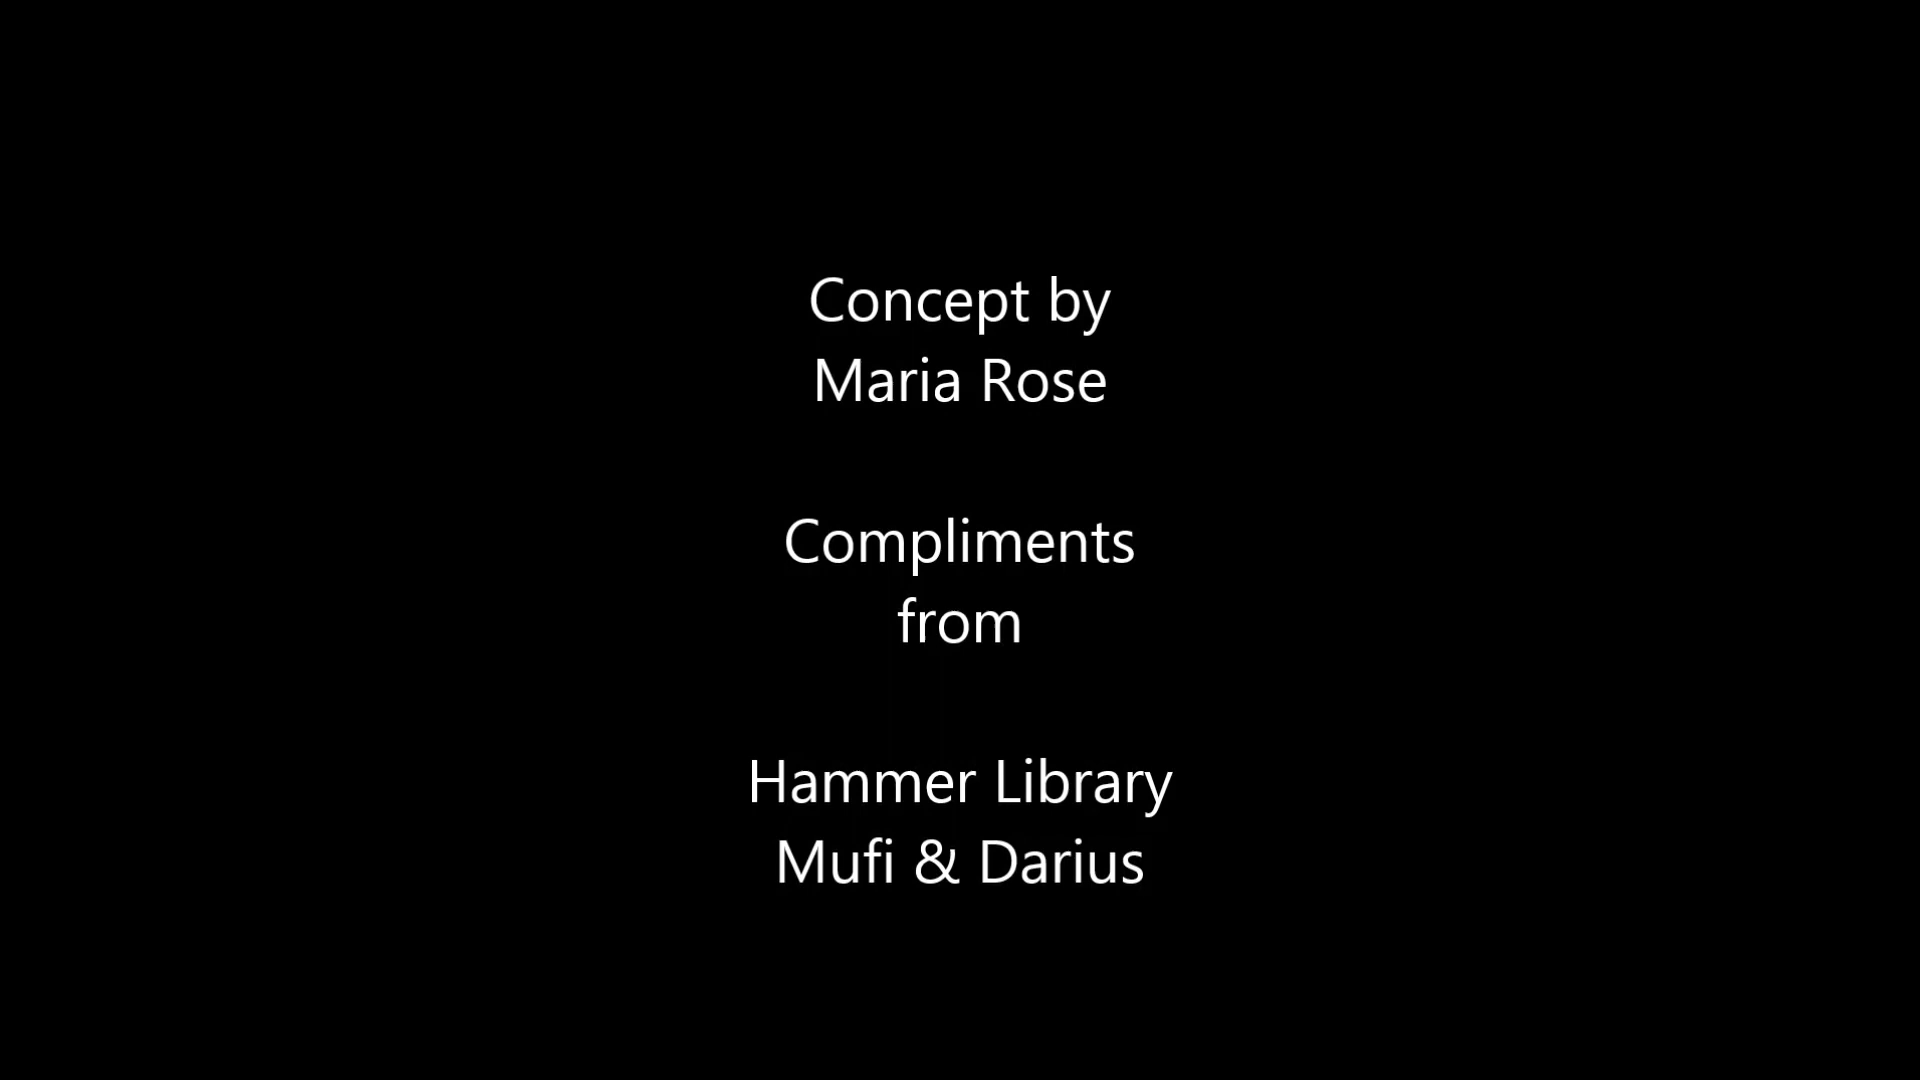 Concept by
Maria Rose
Compliments
from
Hammer Library
Mufi & Darius